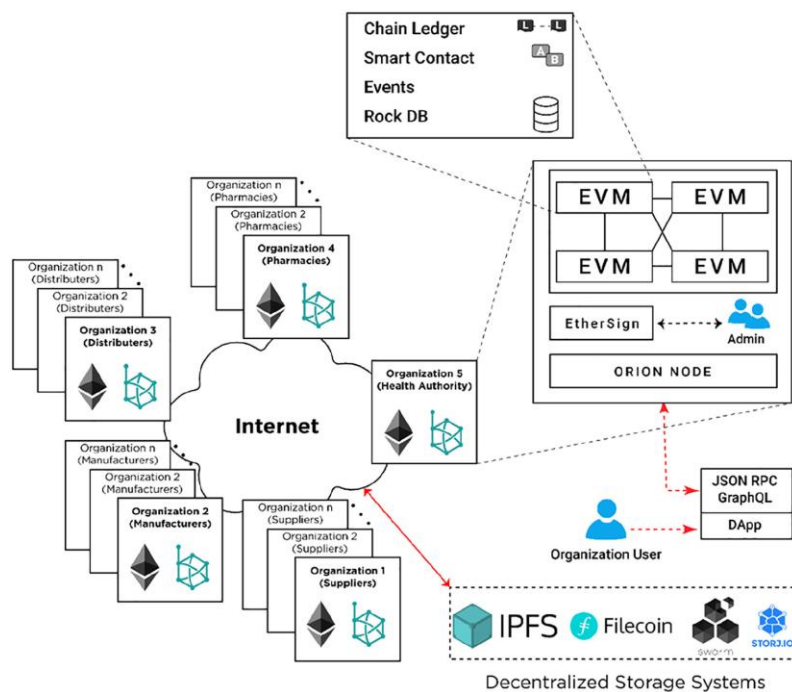 Chain Ledger
L
L
Smart Contact
A
B
Events
Rock DB
EVM
EVM
EVM
EVM
EtherSign
Admin
ORION NODE
JSON RPC
GraphQL
DApp
Organization User
Organization n
(Pharmacies)
Organization 2
(Pharmacies)
Organization 4
(Pharmacies)
Organization n
(Distributers)
Organization 2
(Distributers)
Organization 3
(Distributers)
Organization 5
(Health Authority)
Internet
Organization n
(Manufacturers)
Organization 2
(Manufacturers)
Organization 2
(Manufacturers)
Organization n
(Suppliers)
Organization 2
(Suppliers)
Organization 1
(Suppliers)
IPFS
Filecoin
swarm
STORJ.IO
Decentralized Storage Systems